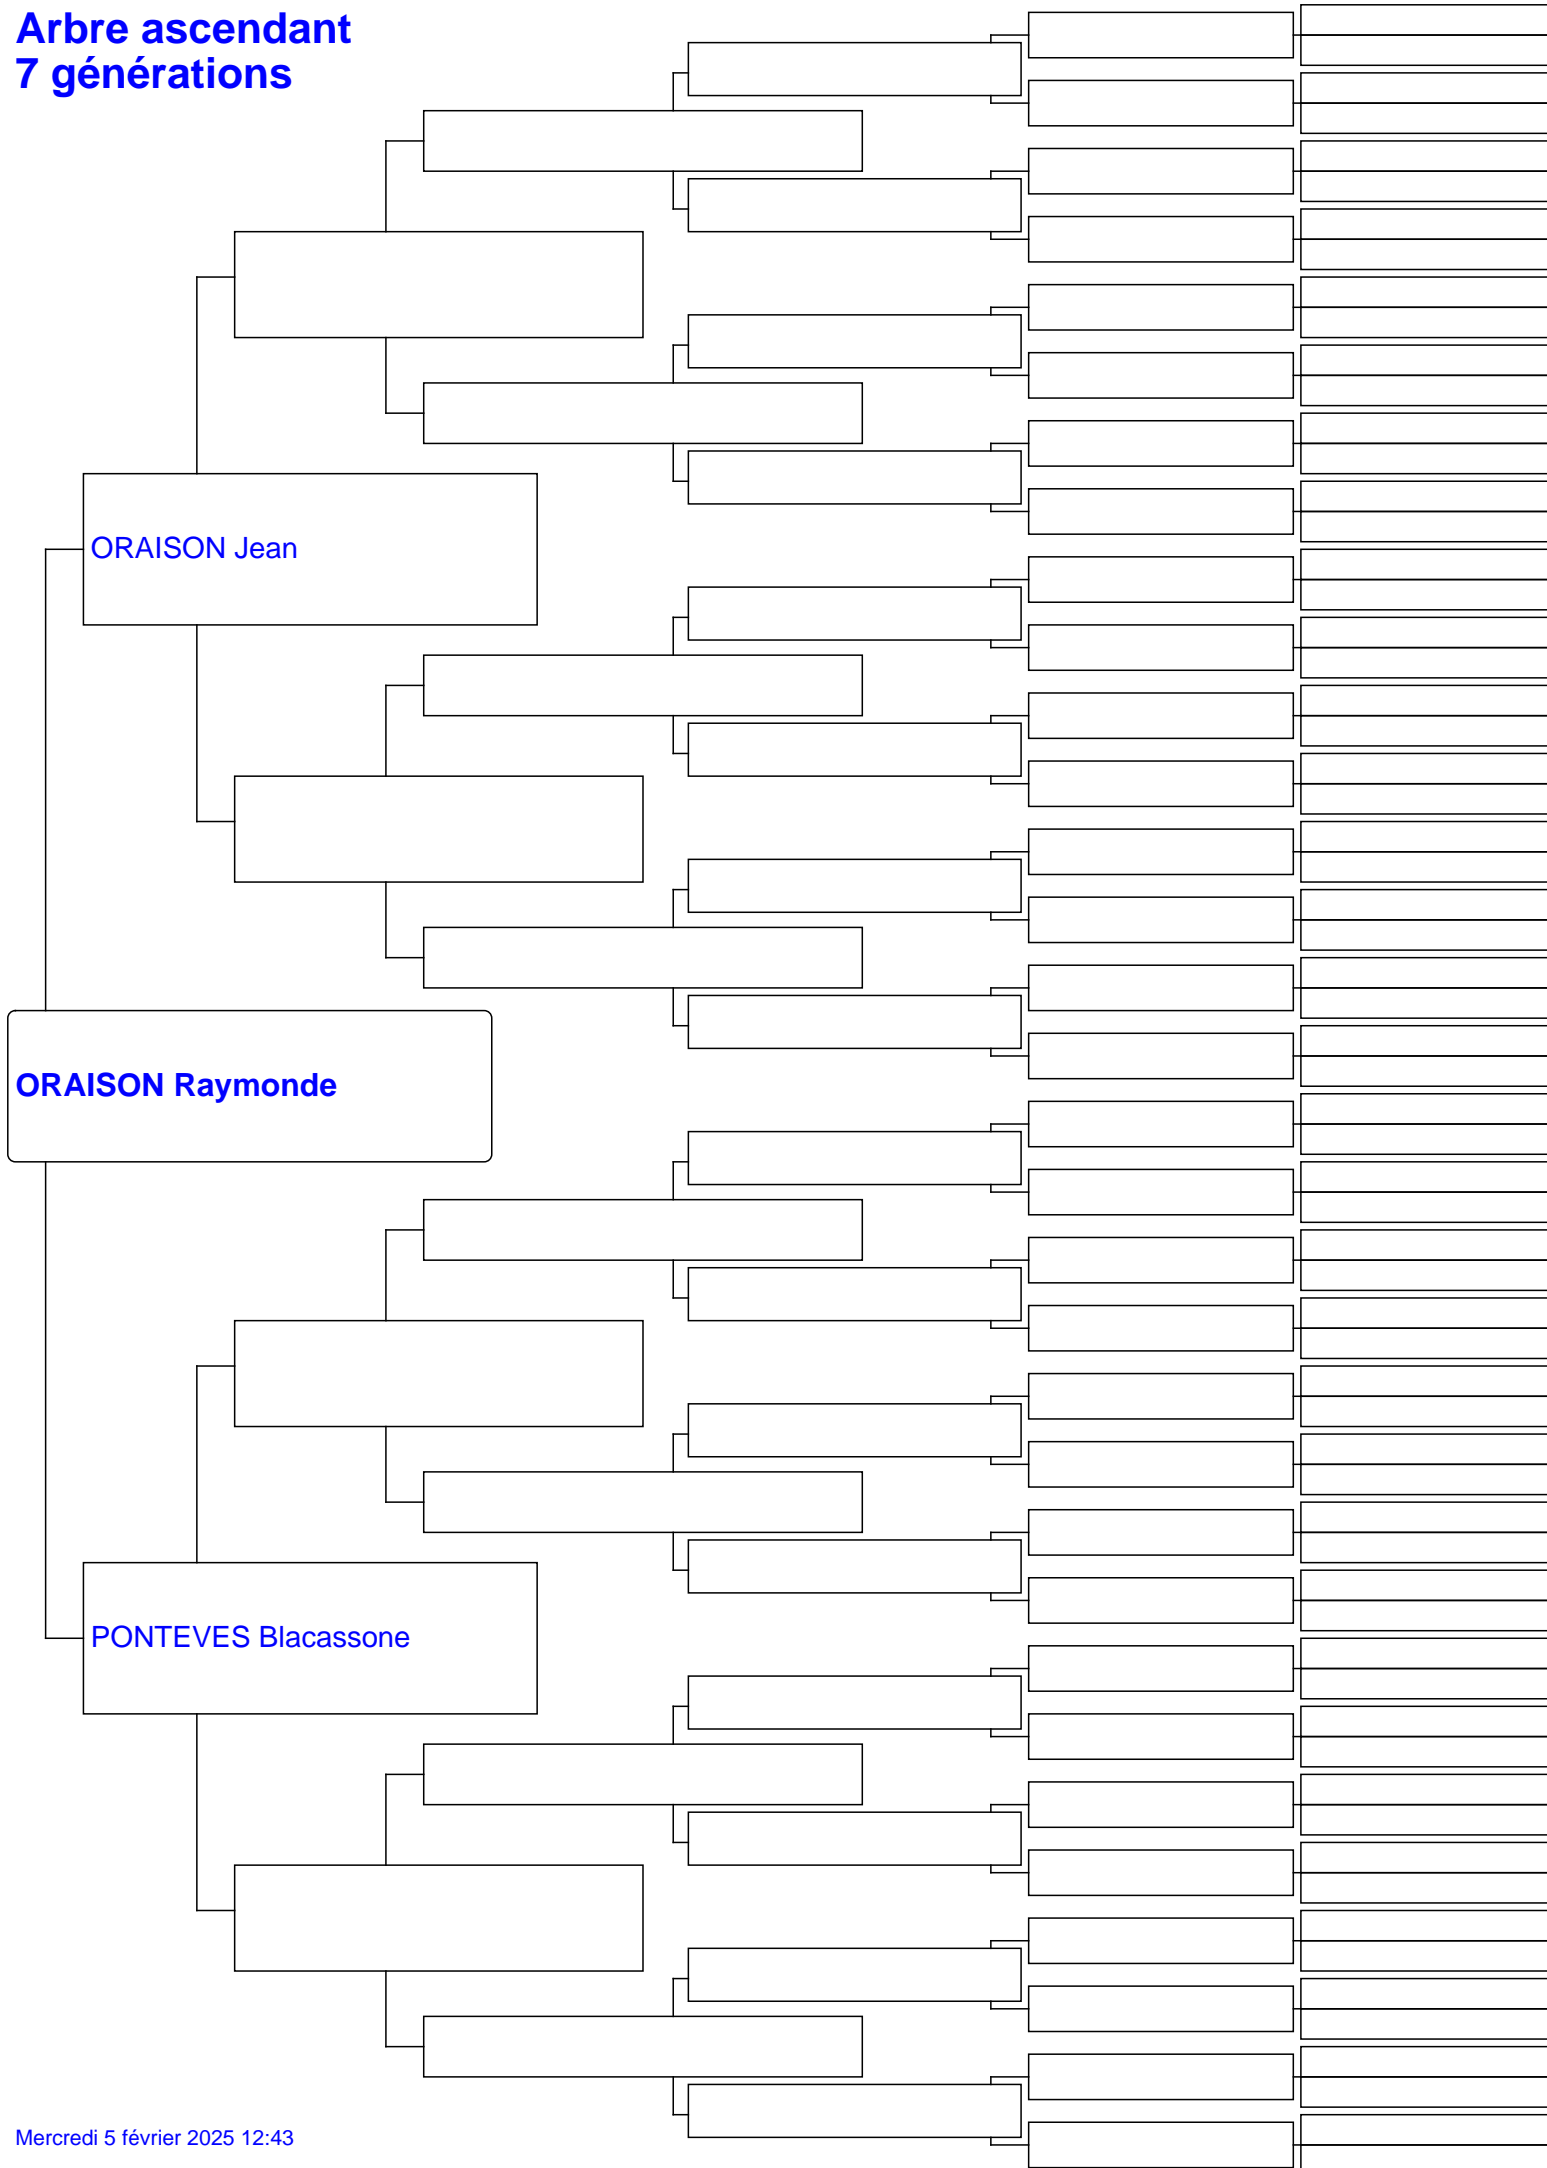 Arbre ascendant
7 générations
ORAISON Jean
ORAISON Raymonde
PONTEVES Blacassone
Mercredi 5 février 2025 12:43